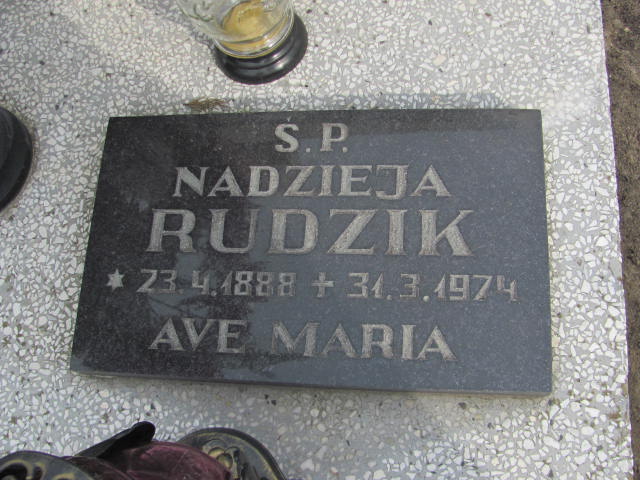 Ś.P.
NADZIEJA
RUDZIK
* 23.4.1888 + 31.3.1974
AVE MARIA